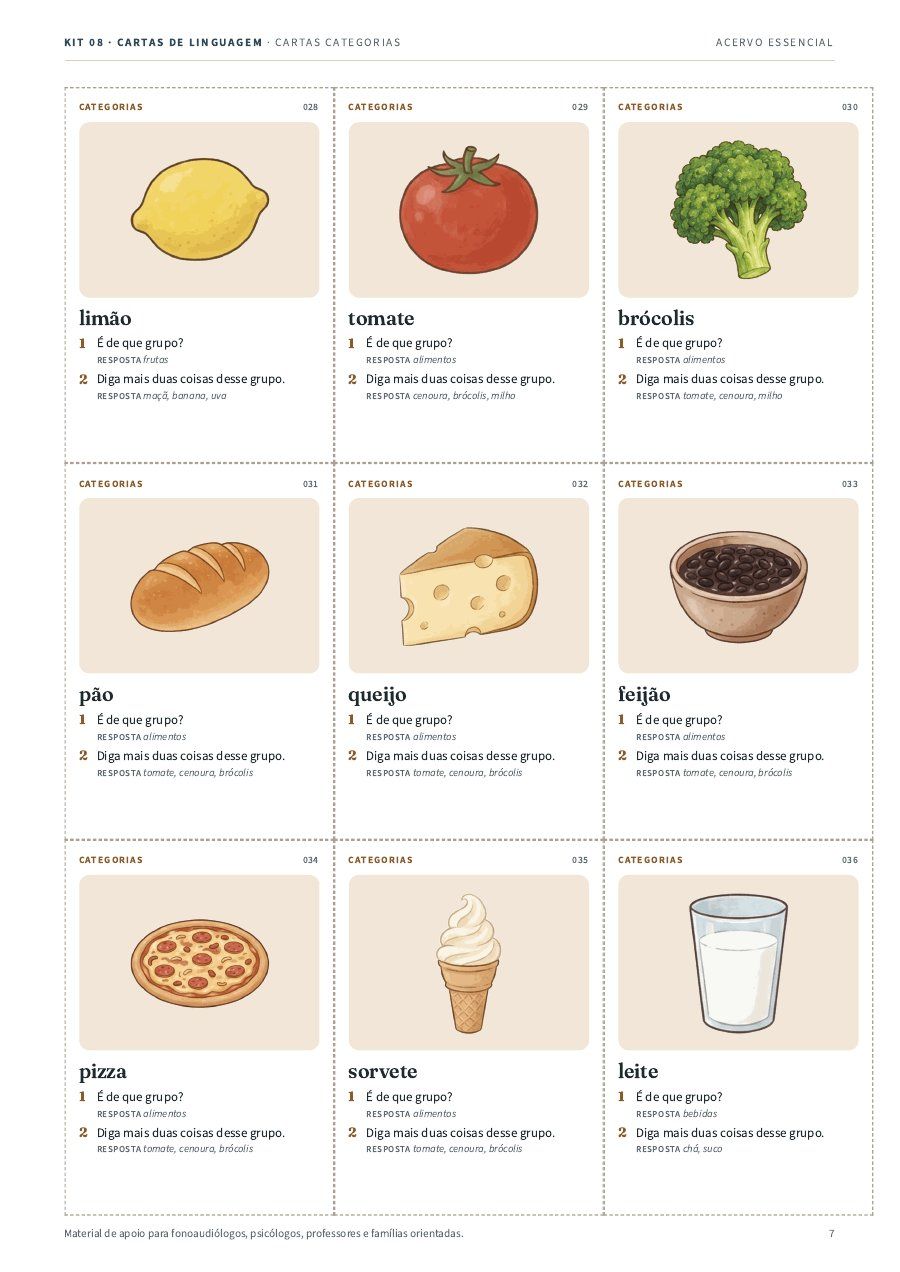 KIT 08 · CARTAS DE LINGUAGEM · CARTAS CATEGORIAS
ACERVO ESSENCIAL
CATEGORIAS 028
limão
1 É de que grupo?
RESPOSTA frutas
2 Diga mais duas coisas desse grupo.
RESPOSTA maçã, banana, uva
CATEGORIAS 029
tomate
1 É de que grupo?
RESPOSTA alimentos
2 Diga mais duas coisas desse grupo.
RESPOSTA cenoura, brócolis, milho
CATEGORIAS 030
brócolis
1 É de que grupo?
RESPOSTA alimentos
2 Diga mais duas coisas desse grupo.
RESPOSTA tomate, cenoura, milho
CATEGORIAS 031
pão
1 É de que grupo?
RESPOSTA alimentos
2 Diga mais duas coisas desse grupo.
RESPOSTA tomate, cenoura, brócolis
CATEGORIAS 032
queijo
1 É de que grupo?
RESPOSTA alimentos
2 Diga mais duas coisas desse grupo.
RESPOSTA tomate, cenoura, brócolis
CATEGORIAS 033
feijão
1 É de que grupo?
RESPOSTA alimentos
2 Diga mais duas coisas desse grupo.
RESPOSTA tomate, cenoura, brócolis
CATEGORIAS 034
pizza
1 É de que grupo?
RESPOSTA alimentos
2 Diga mais duas coisas desse grupo.
RESPOSTA tomate, cenoura, brócolis
CATEGORIAS 035
sorvete
1 É de que grupo?
RESPOSTA alimentos
2 Diga mais duas coisas desse grupo.
RESPOSTA tomate, cenoura, brócolis
CATEGORIAS 036
leite
1 É de que grupo?
RESPOSTA bebidas
2 Diga mais duas coisas desse grupo.
RESPOSTA chá, suco
Material de apoio para fonoaudiólogos, psicólogos, professores e famílias orientadas.
7